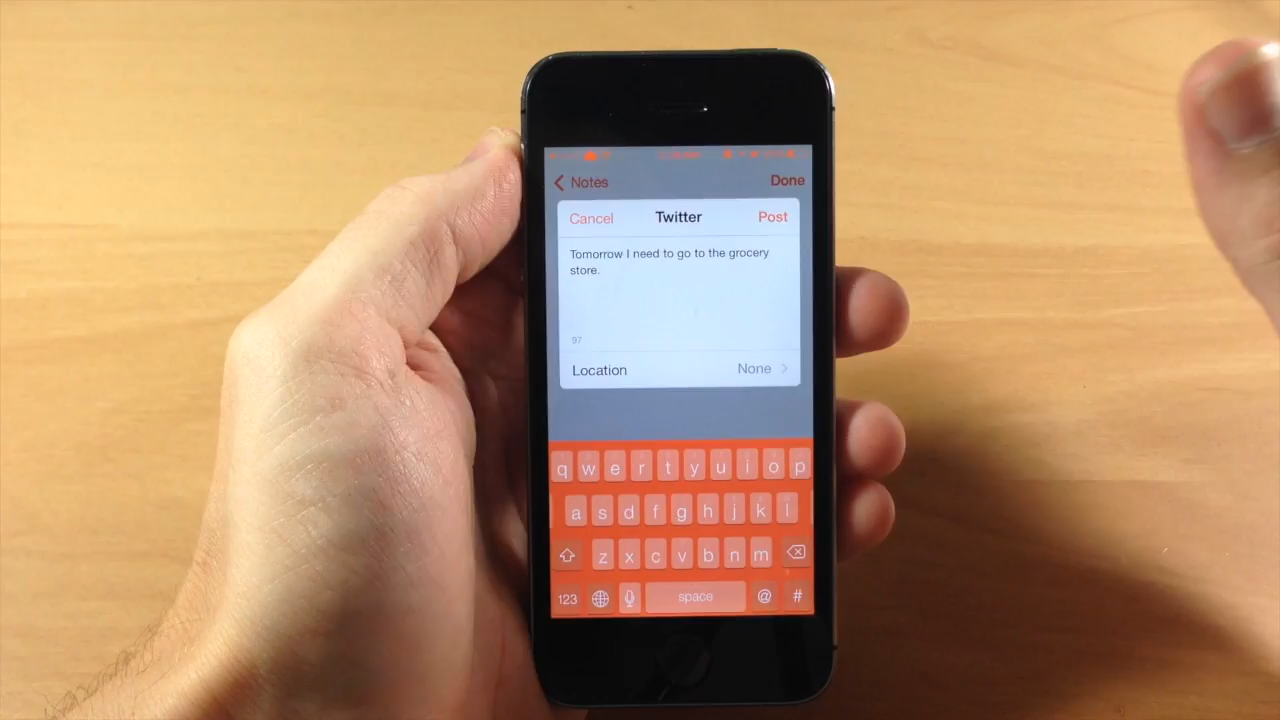 Notes Done
Cancel Twitter Post
Tomorrow I need to go to the grocery
store.
97
Location None
q w e r t y u i o p
a s d f g h j k l
z x c v b n m
123 space @ #